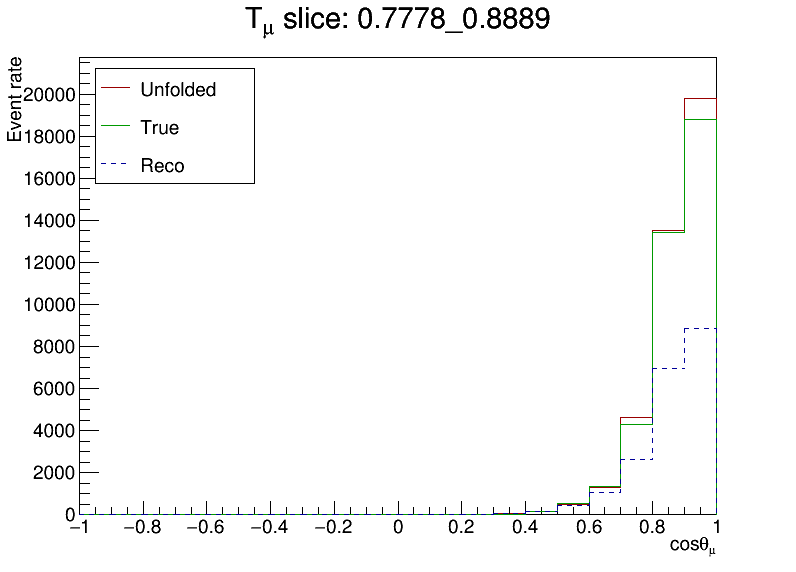 Tμ slice: 0.7778_0.8889
Event rate
Unfolded
True
Reco
20000
18000
16000
14000
12000
10000
8000
6000
4000
2000
0
−1 −0.8 −0.6 −0.4 −0.2 0 0.2 0.4 0.6 0.8 1
cosθμ